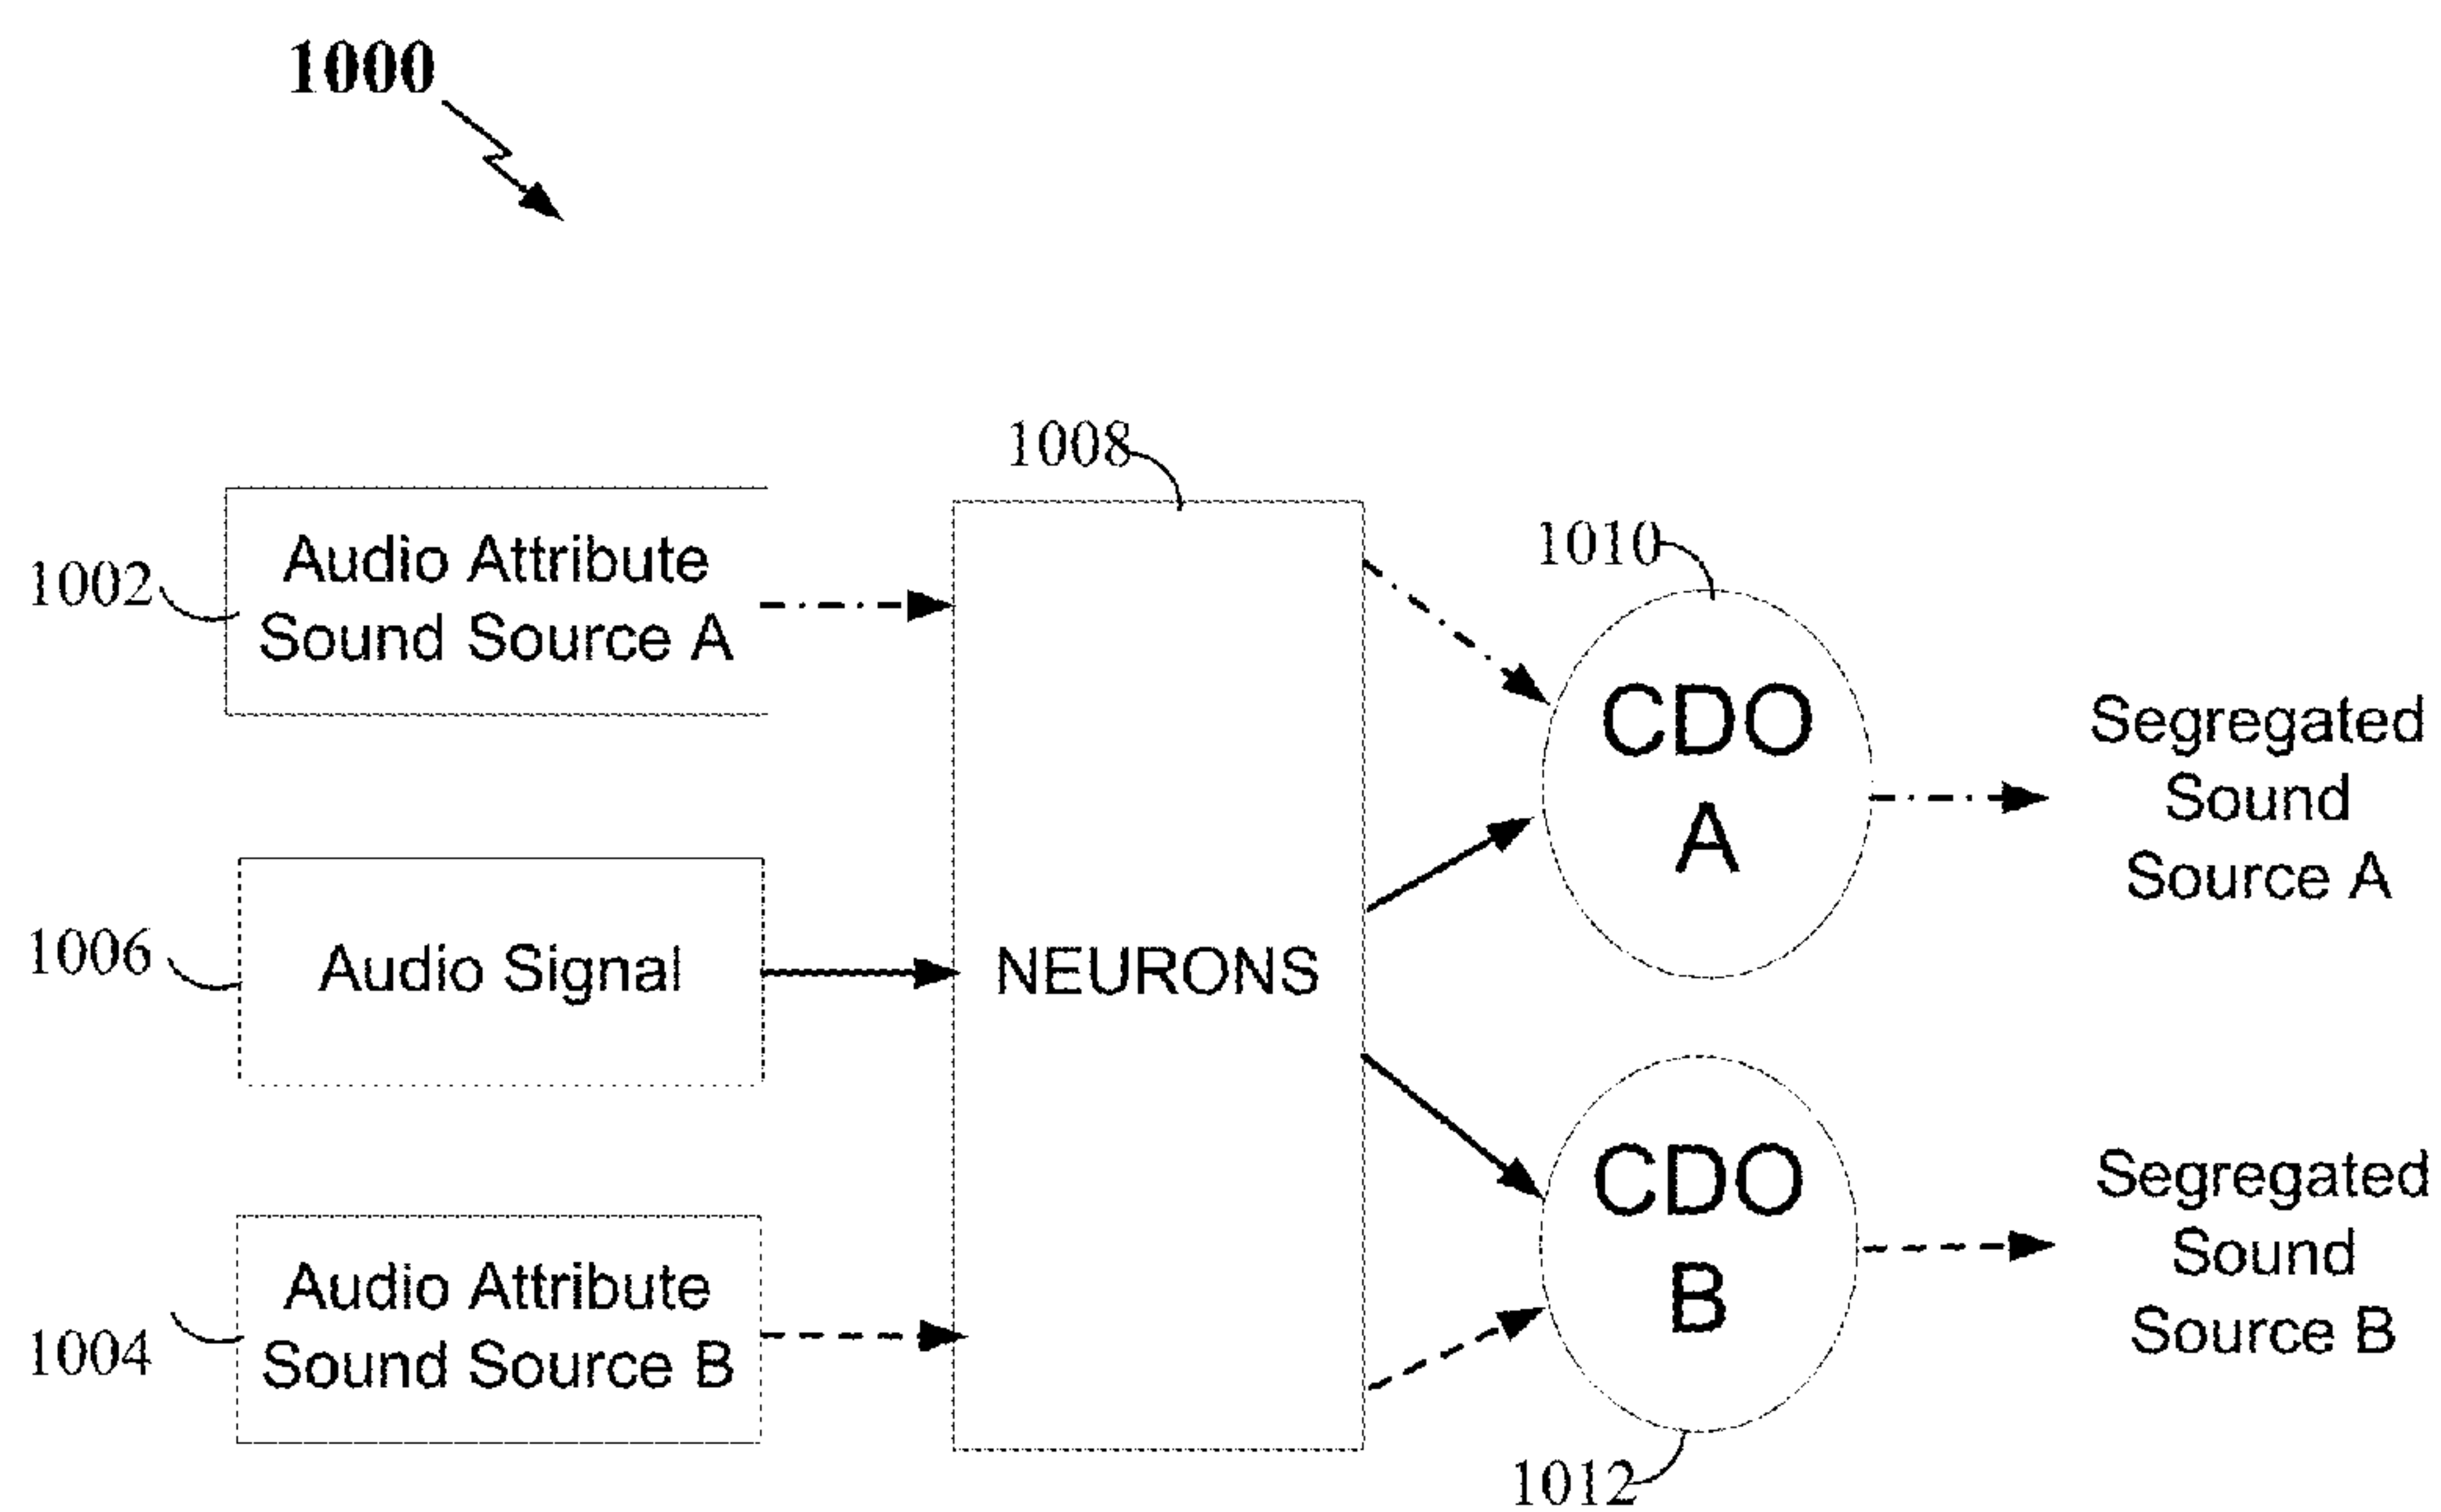 1000
1008
1010
1002
Audio Attribute
Sound Source A
CDO
A
Segregated
Sound
Source A
1006
Audio Signal
NEURONS
1004
Audio Attribute
Sound Source B
CDO
B
Segregated
Sound
Source B
1012